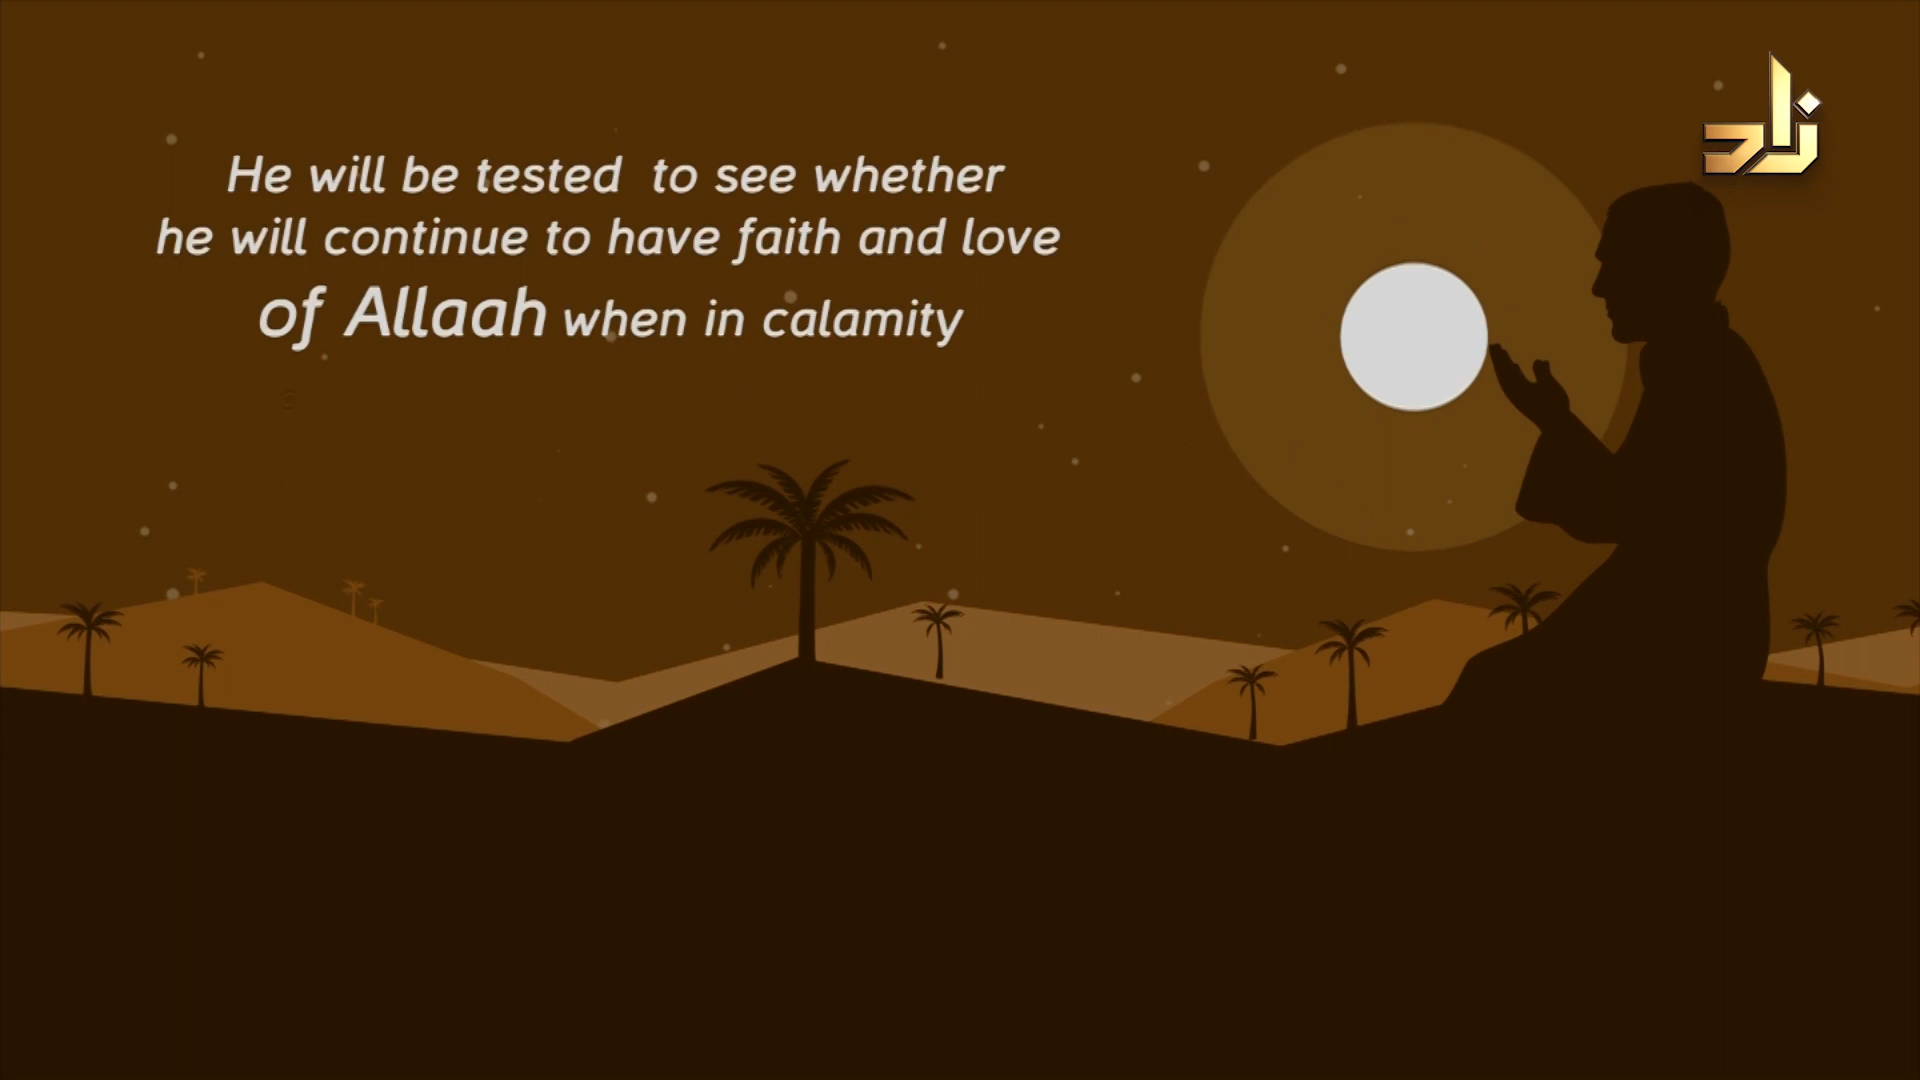 زاد
He will be tested to see whether
he will continue to have faith and love
of Allaah when in calamity